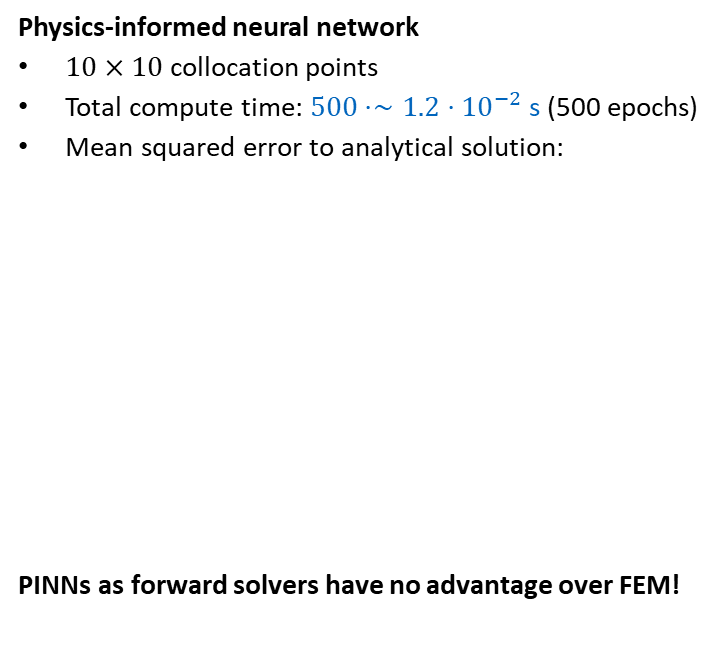 Physics-informed neural network
• 10 × 10 collocation points
• Total compute time: 500 ·~ 1.2 · 10⁻² s (500 epochs)
• Mean squared error to analytical solution:
PINNs as forward solvers have no advantage over FEM!